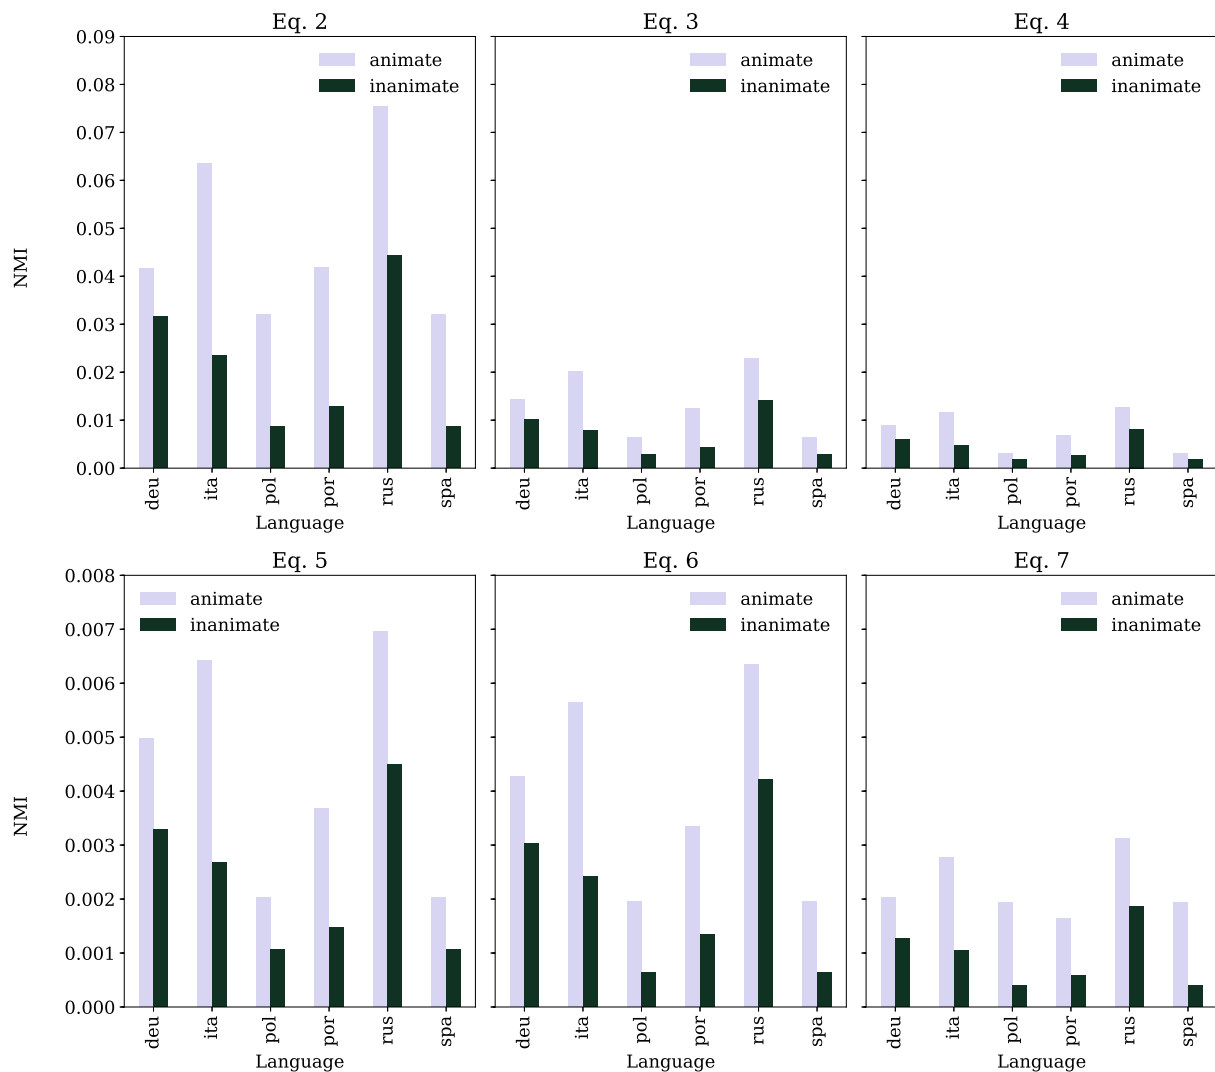 Eq. 2
Eq. 3
Eq. 4
NMI
0.09
0.08
0.07
0.06
0.05
0.04
0.03
0.02
0.01
0.00
animate
inanimate
animate
inanimate
animate
inanimate
deu ita pol por rus spa
deu ita pol por rus spa
deu ita pol por rus spa
Language
Language
Language
Eq. 5
Eq. 6
Eq. 7
NMI
0.008
0.007
0.006
0.005
0.004
0.003
0.002
0.001
0.000
animate
inanimate
animate
inanimate
animate
inanimate
deu ita pol por rus spa
deu ita pol por rus spa
deu ita pol por rus spa
Language
Language
Language